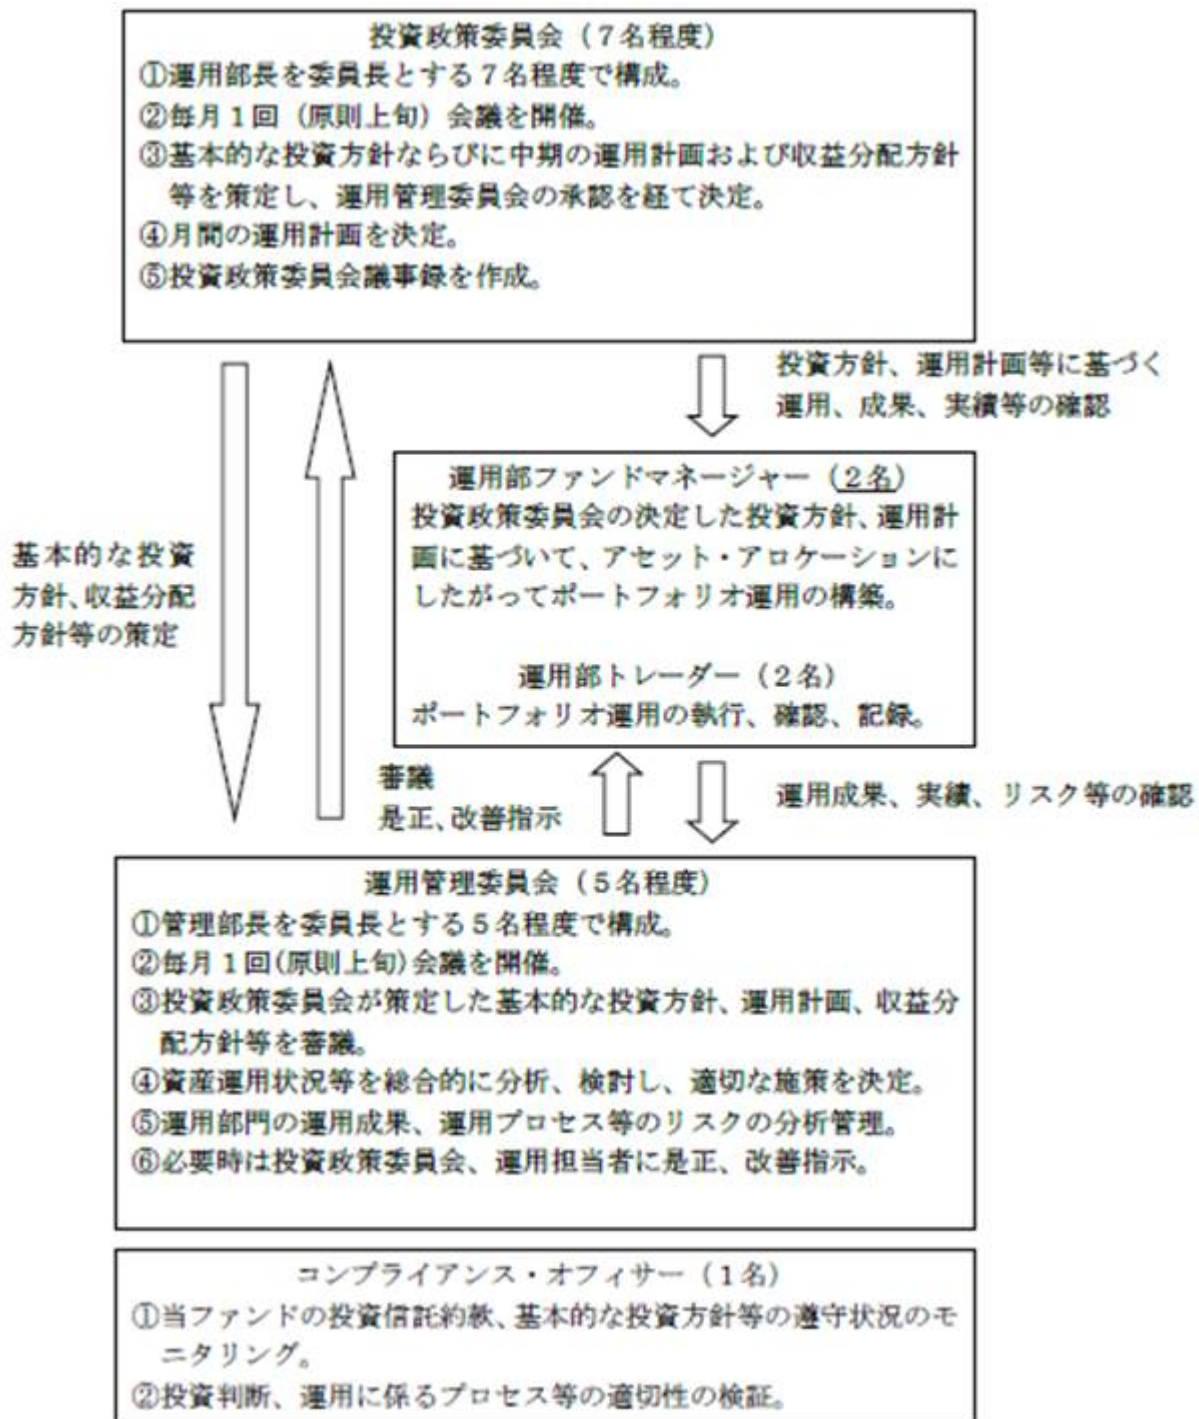 投資政策委員会（７名程度）
①運用部長を委員長とする７名程度で構成。
②毎月１回（原則上旬）会議を開催。
③基本的な投資方針ならびに中期の運用計画および収益分配方針
等を策定し、運用管理委員会の承認を経て決定。
④月間の運用計画を決定。
⑤投資政策委員会議事録を作成。
投資方針、運用計画等に基づく
運用、成果、実績等の確認
運用部ファンドマネージャー（２名）
投資政策委員会の決定した投資方針、運用計
画に基づいて、アセット・アロケーションに
したがってポートフォリオ運用の構築。
運用部トレーダー（２名）
ポートフォリオ運用の執行、確認、記録。
基本的な投資
方針、収益分配
方針等の策定
審議
是正、改善指示
運用成果、実績、リスク等の確認
運用管理委員会（５名程度）
①管理部長を委員長とする５名程度で構成。
②毎月１回(原則上旬)会議を開催。
③投資政策委員会が策定した基本的な投資方針、運用計画、収益分
配方針等を審議。
④資産運用状況等を総合的に分析、検討し、適切な施策を決定。
⑤運用部門の運用成果、運用プロセス等のリスクの分析管理。
⑥必要時は投資政策委員会、運用担当者に是正、改善指示。
コンプライアンス・オフィサー（１名）
①当ファンドの投資信託約款、基本的な投資方針等の遵守状況のモ
ニタリング。
②投資判断、運用に係るプロセス等の適切性の検証。